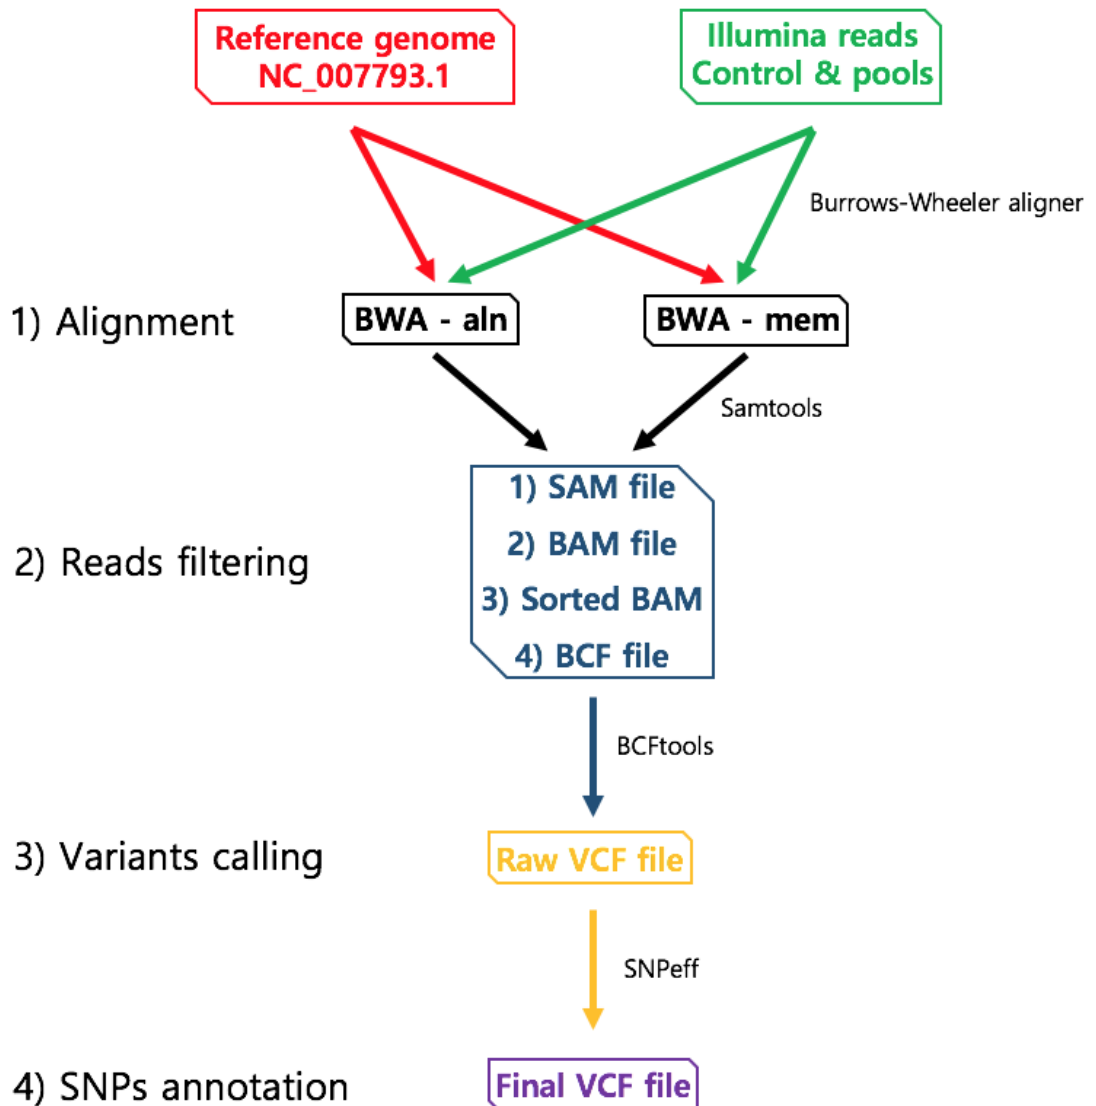 Reference genome
NC_007793.1
Illumina reads
Control & pools
Burrows-Wheeler aligner
1) Alignment
BWA - aln
BWA - mem
Samtools
2) Reads filtering
1) SAM file
2) BAM file
3) Sorted BAM
4) BCF file
BCFtools
3) Variants calling
Raw VCF file
SNPeff
4) SNPs annotation
Final VCF file